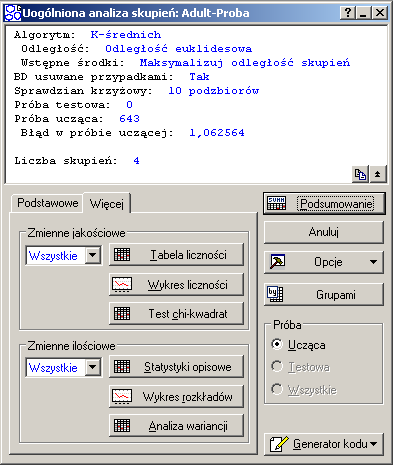 Uogólniona analiza skupień: Adult-Proba
Algorytm: K-średnich
Odległość: Odległość euklidesowa
Wstępne środki: Maksymalizuj odległość skupień
BD usuwane przypadkami: Tak
Sprawdzian krzyżowy: 10 podzbiorów
Próba testowa: 0
Próba ucząca: 643
Błąd w próbie uczącej: 1,062564
Liczba skupień: 4
Podstawowe Więcej
Zmienne jakościowe
Wszystkie
Tabela liczności
Wykres liczności
Test chi-kwadrat
Zmienne ilościowe
Wszystkie
Statystyki opisowe
Wykres rozkładów
Analiza wariancji
SUMM Podsumowanie
Anuluj
Opcje
by Grupami
Próba
Ucząca
Testowa
Wszystkie
Generator kodu